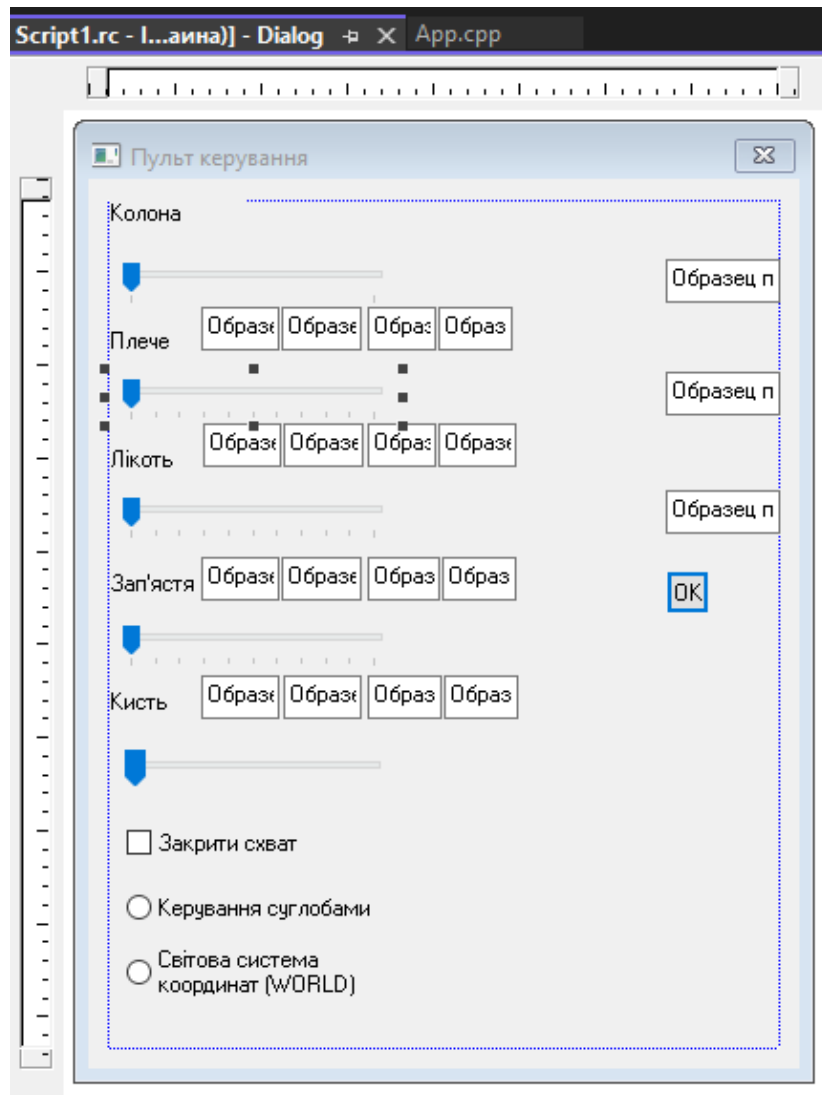 Script1.rc - I...аина)] - Dialog App.cpp
Пульт керування
Колона
Образец п
Образе Образе Образ Образ
Плече
Образец п
Образе Образе Образ Образе
Лікоть
Образец п
Зап'ястя Образе Образе Образ Образ
OK
Кисть Образе Образе Образ Образ
Закрити схват
Керування суглобами
Світова система
координат (WORLD)